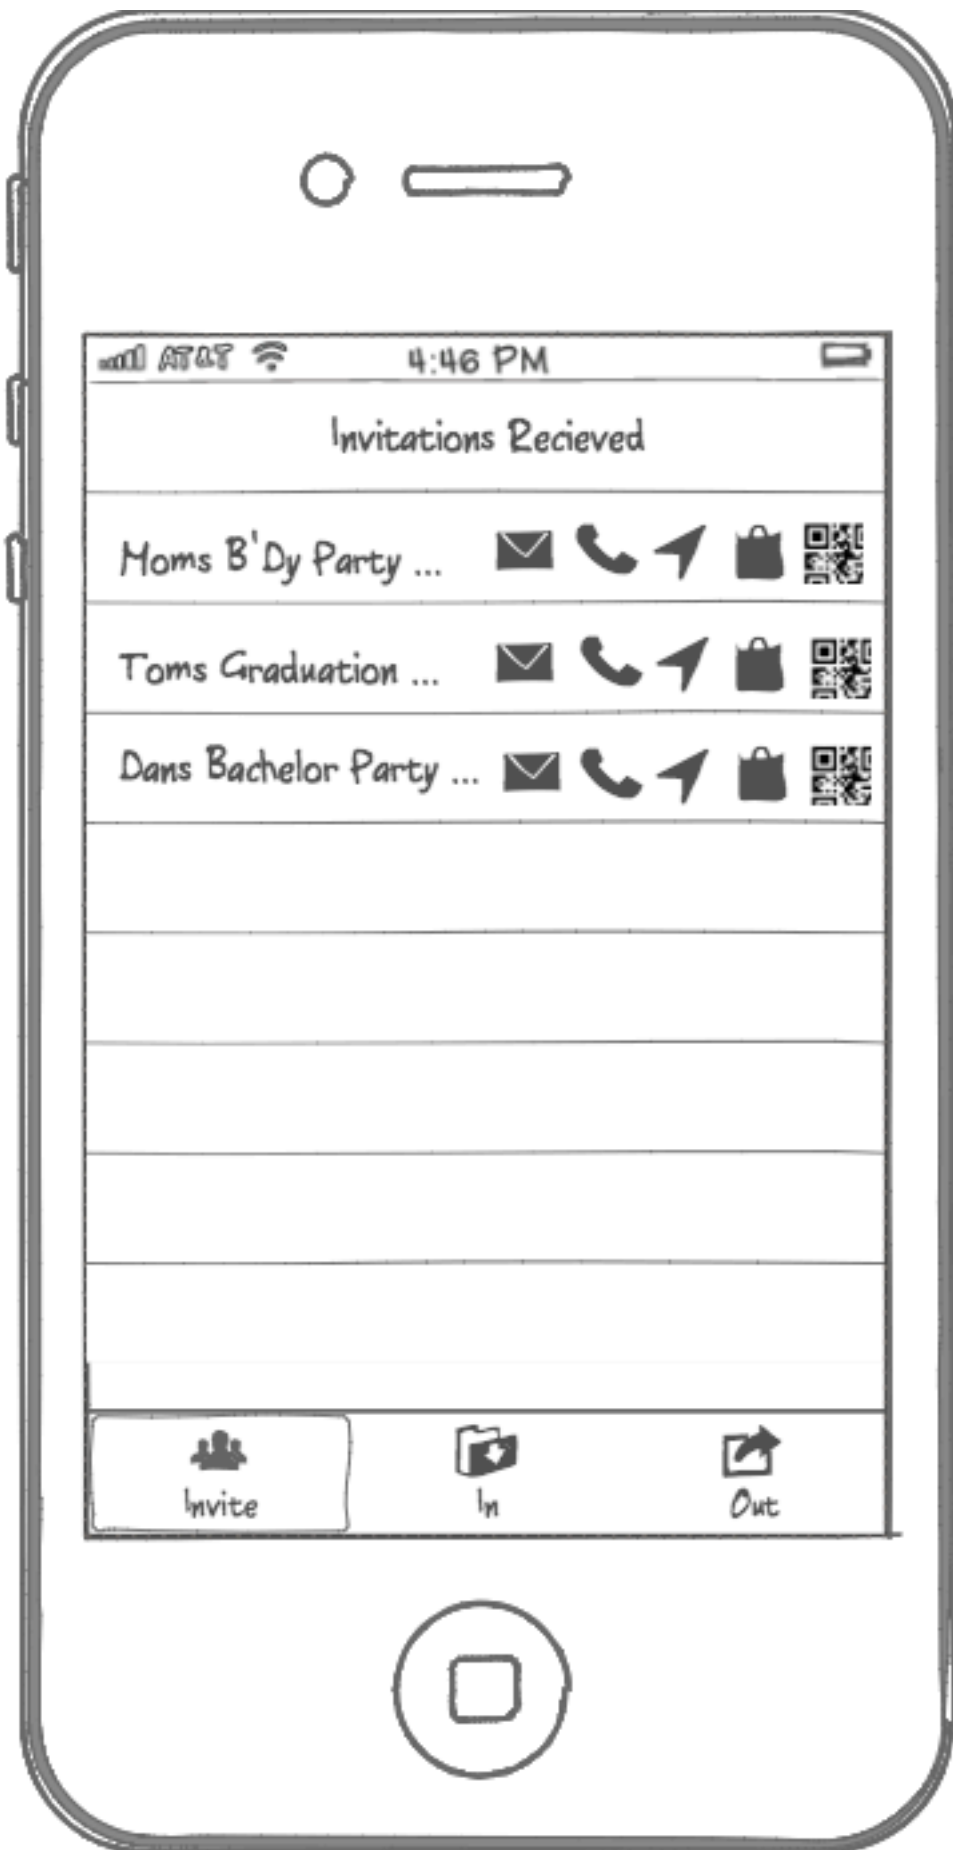 AT&T 4:46 PM
Invitations Recieved
Moms B'Dy Party ...
Toms Graduation ...
Dans Bachelor Party ...
Invite In Out